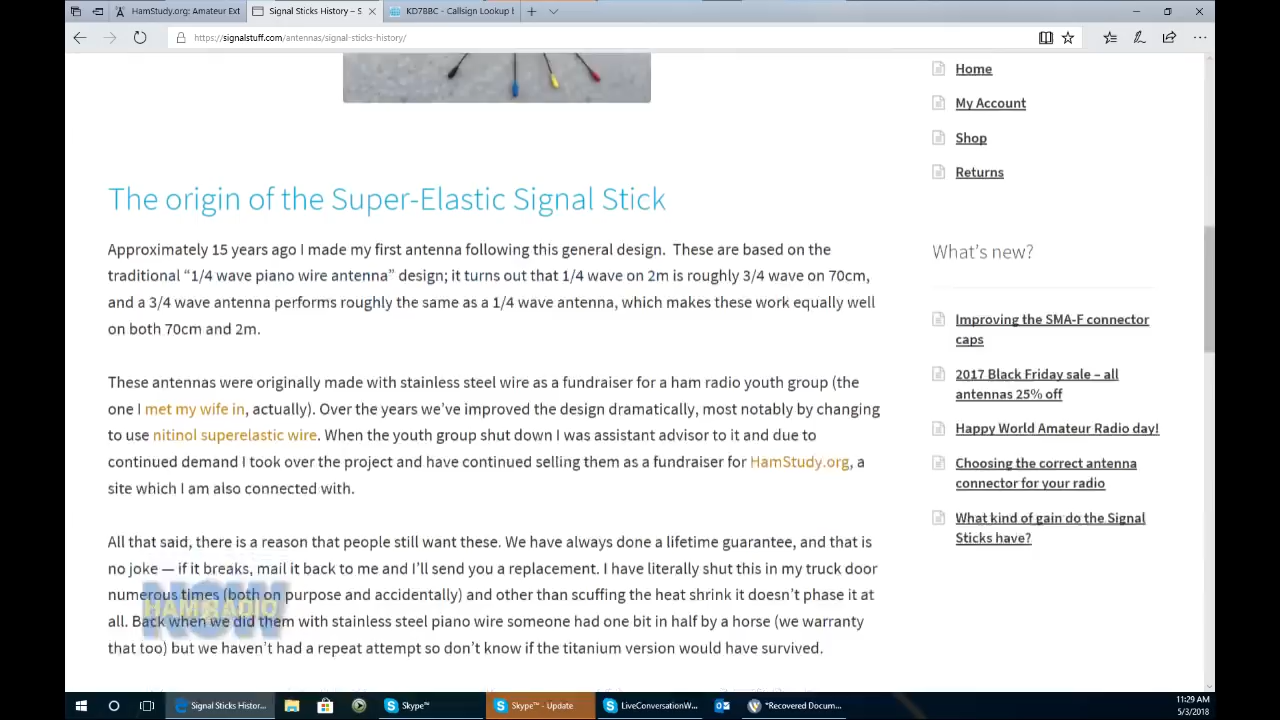 HamStudy.org: Amateur Ext
Signal Sticks History – S
KD7BBC - Callsign Lookup b
https://signalstuff.com/antennas/signal-sticks-history/
The origin of the Super-Elastic Signal Stick
Approximately 15 years ago I made my first antenna following this general design.  These are based on the
traditional “1/4 wave piano wire antenna” design; it turns out that 1/4 wave on 2m is roughly 3/4 wave on 70cm,
and a 3/4 wave antenna performs roughly the same as a 1/4 wave antenna, which makes these work equally well
on both 70cm and 2m.
These antennas were originally made with stainless steel wire as a fundraiser for a ham radio youth group (the
one I met my wife in, actually). Over the years we’ve improved the design dramatically, most notably by changing
to use nitinol superelastic wire. When the youth group shut down I was assistant advisor to it and due to
continued demand I took over the project and have continued selling them as a fundraiser for HamStudy.org, a
site which I am also connected with.
All that said, there is a reason that people still want these. We have always done a lifetime guarantee, and that is
no joke — if it breaks, mail it back to me and I’ll send you a replacement. I have literally shut this in my truck door
numerous times (both on purpose and accidentally) and other than scuffing the heat shrink it doesn’t phase it at
all. Back when we did them with stainless steel piano wire someone had one bit in half by a horse (we warranty
that too) but we haven’t had a repeat attempt so don’t know if the titanium version would have survived.
HAM RADIO
NOW
Home
My Account
Shop
Returns
What’s new?
Improving the SMA-F connector
caps
2017 Black Friday sale – all
antennas 25% off
Happy World Amateur Radio day!
Choosing the correct antenna
connector for your radio
What kind of gain do the Signal
Sticks have?
Signal Sticks Histor...
Skype™
Skype™ - Update
LiveConversationW...
*Recovered Docum...
11:29 AM
5/3/2018